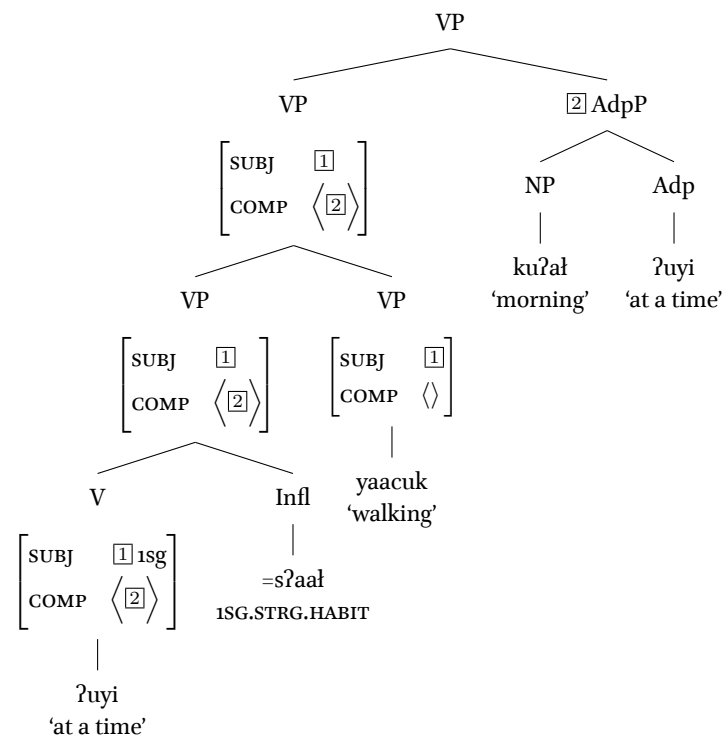 VP
VP
2 AdpP
[SUBJ 1
COMP ⟨2⟩]
NP
Adp
kuʔał
ʔuyi
‘morning’
‘at a time’
VP
VP
[SUBJ 1
COMP ⟨2⟩]
[SUBJ 1
COMP ⟨⟩]
yaacuk
‘walking’
V
Infl
[SUBJ 1 1sg
COMP ⟨2⟩]
=sʔaał
1SG.STRG.HABIT
ʔuyi
‘at a time’